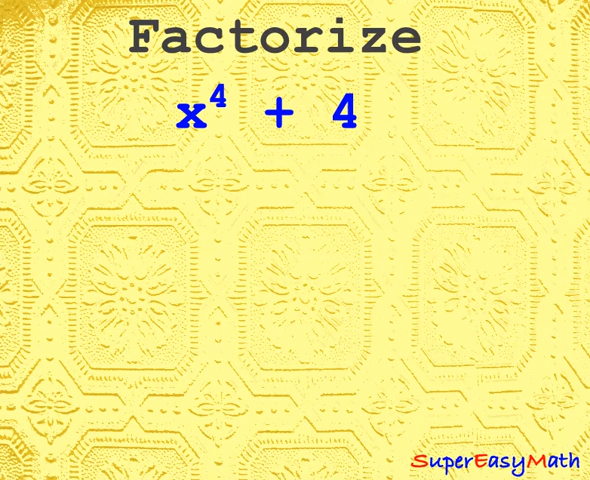 Factorize
x⁴ + 4
SuperEasyMath